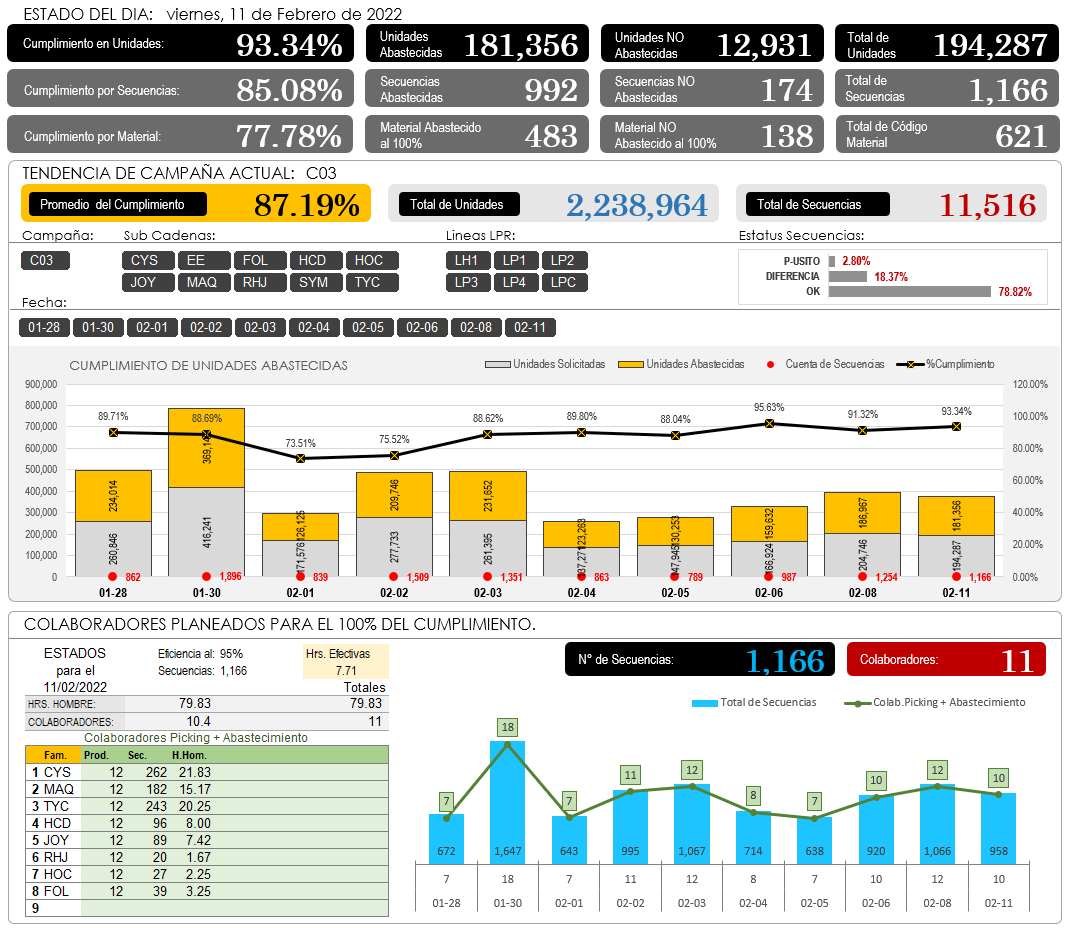 ESTADO DEL DIA: viernes, 11 de Febrero de 2022
Cumplimiento en Unidades: 93.34%
Unidades Abastecidas 181,356
Unidades NO Abastecidas 12,931
Total de Unidades 194,287
Cumplimiento por Secuencias: 85.08%
Secuencias Abastecidas 992
Secuencias NO Abastecidas 174
Total de Secuencias 1,166
Cumplimiento por Material: 77.78%
Material Abastecido al 100% 483
Material NO Abastecido al 100% 138
Total de Código Material 621
TENDENCIA DE CAMPAÑA ACTUAL: C03
Promedio del Cumplimiento 87.19%
Total de Unidades 2,238,964
Total de Secuencias 11,516
Campaña: Sub Cadenas: Lineas LPR: Estatus Secuencias:
C03 CYS EE FOL HCD HOC LH1 LP1 LP2
JOY MAQ RHJ SYM TYC LP3 LP4 LPC
P-USITO 2.80%
DIFERENCIA 18.37%
OK 78.82%
Fecha:
01-28 01-30 02-01 02-02 02-03 02-04 02-05 02-06 02-08 02-11
CUMPLIMIENTO DE UNIDADES ABASTECIDAS
Unidades Solicitadas Unidades Abastecidas Cuenta de Secuencias %Cumplimiento
900,000 120.00%
800,000
700,000 100.00%
600,000 80.00%
500,000
400,000 60.00%
300,000 40.00%
200,000
100,000 20.00%
0 0.00%
89.71% 88.69% 73.51% 75.52% 88.62% 89.80% 88.04% 95.63% 91.32% 93.34%
234,014 126,125 209,746 231,652 123,263 130,253 159,632 186,967 181,356
260,846 416,241 171,576 277,733 261,395 166,924 204,746 194,287
862 1,896 839 1,509 1,351 863 789 987 1,254 1,166
01-28 01-30 02-01 02-02 02-03 02-04 02-05 02-06 02-08 02-11
COLABORADORES PLANEADOS PARA EL 100% DEL CUMPLIMIENTO.
ESTADOS
para el
11/02/2022
Eficiencia al: 95%
Secuencias: 1,166
Hrs. Efectivas
7.71
Totales
HRS. HOMBRE: 79.83 79.83
COLABORADORES: 10.4 11
Colaboradores Picking + Abastecimiento
Fam. Prod. Sec. H.Hom.
1 CYS 12 262 21.83
2 MAQ 12 182 15.17
3 TYC 12 243 20.25
4 HCD 12 96 8.00
5 JOY 12 89 7.42
6 RHJ 12 20 1.67
7 HOC 12 27 2.25
8 FOL 12 39 3.25
9
N° de Secuencias: 1,166
Colaboradores: 11
Total de Secuencias Colab.Picking + Abastecimiento
7 18 7 11 12 8 7 10 12 10
672 1,647 643 995 1,067 714 638 920 1,066 958
7 18 7 11 12 8 7 10 12 10
01-28 01-30 02-01 02-02 02-03 02-04 02-05 02-06 02-08 02-11